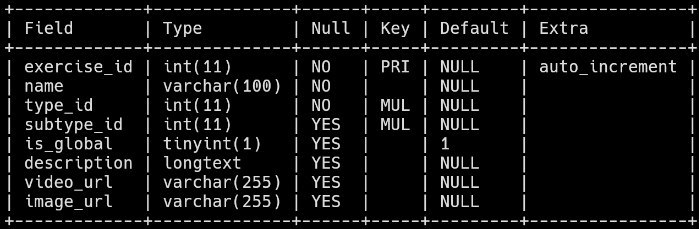 +-------------+--------------+------+-----+---------+----------------+
| Field       | Type         | Null | Key | Default | Extra          |
+-------------+--------------+------+-----+---------+----------------+
| exercise_id | int(11)      | NO   | PRI | NULL    | auto_increment |
| name        | varchar(100) | NO   |     | NULL    |                |
| type_id     | int(11)      | NO   | MUL | NULL    |                |
| subtype_id  | int(11)      | YES  | MUL | NULL    |                |
| is_global   | tinyint(1)   | YES  |     | 1       |                |
| description | longtext     | YES  |     | NULL    |                |
| video_url   | varchar(255) | YES  |     | NULL    |                |
| image_url   | varchar(255) | YES  |     | NULL    |                |
+-------------+--------------+------+-----+---------+----------------+